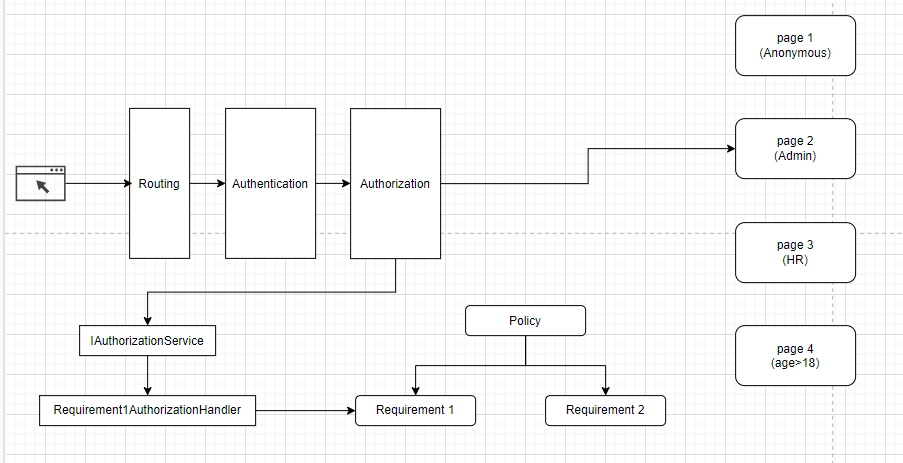 page 1
(Anonymous)
page 2
(Admin)
Routing
Authentication
Authorization
page 3
(HR)
Policy
IAuthorizationService
page 4
(age>18)
Requirement1AuthorizationHandler
Requirement 1
Requirement 2